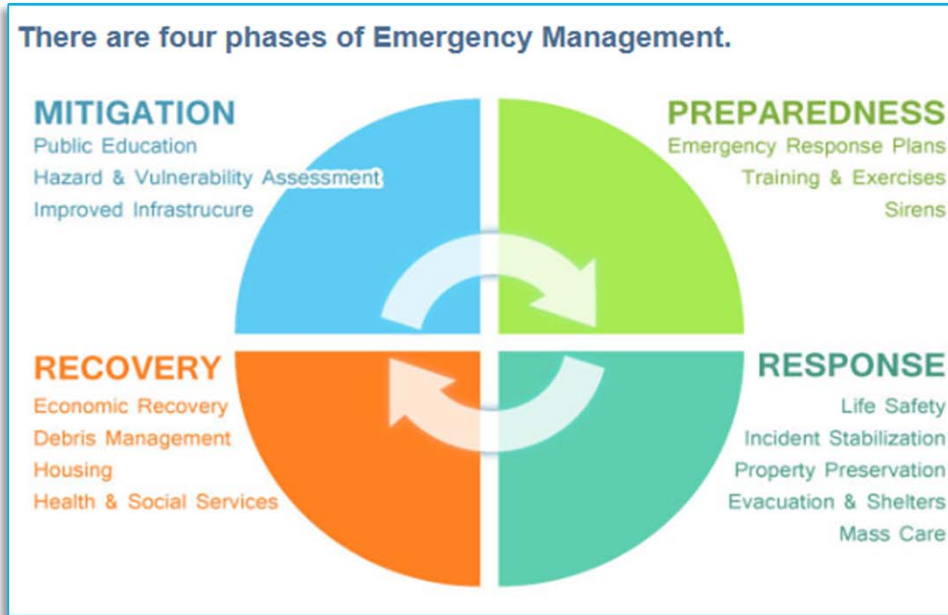 There are four phases of Emergency Management.
MITIGATION
Public Education
Hazard & Vulnerability Assessment
Improved Infrastrucure
PREPAREDNESS
Emergency Response Plans
Training & Exercises
Sirens
RECOVERY
Economic Recovery
Debris Management
Housing
Health & Social Services
RESPONSE
Life Safety
Incident Stabilization
Property Preservation
Evacuation & Shelters
Mass Care